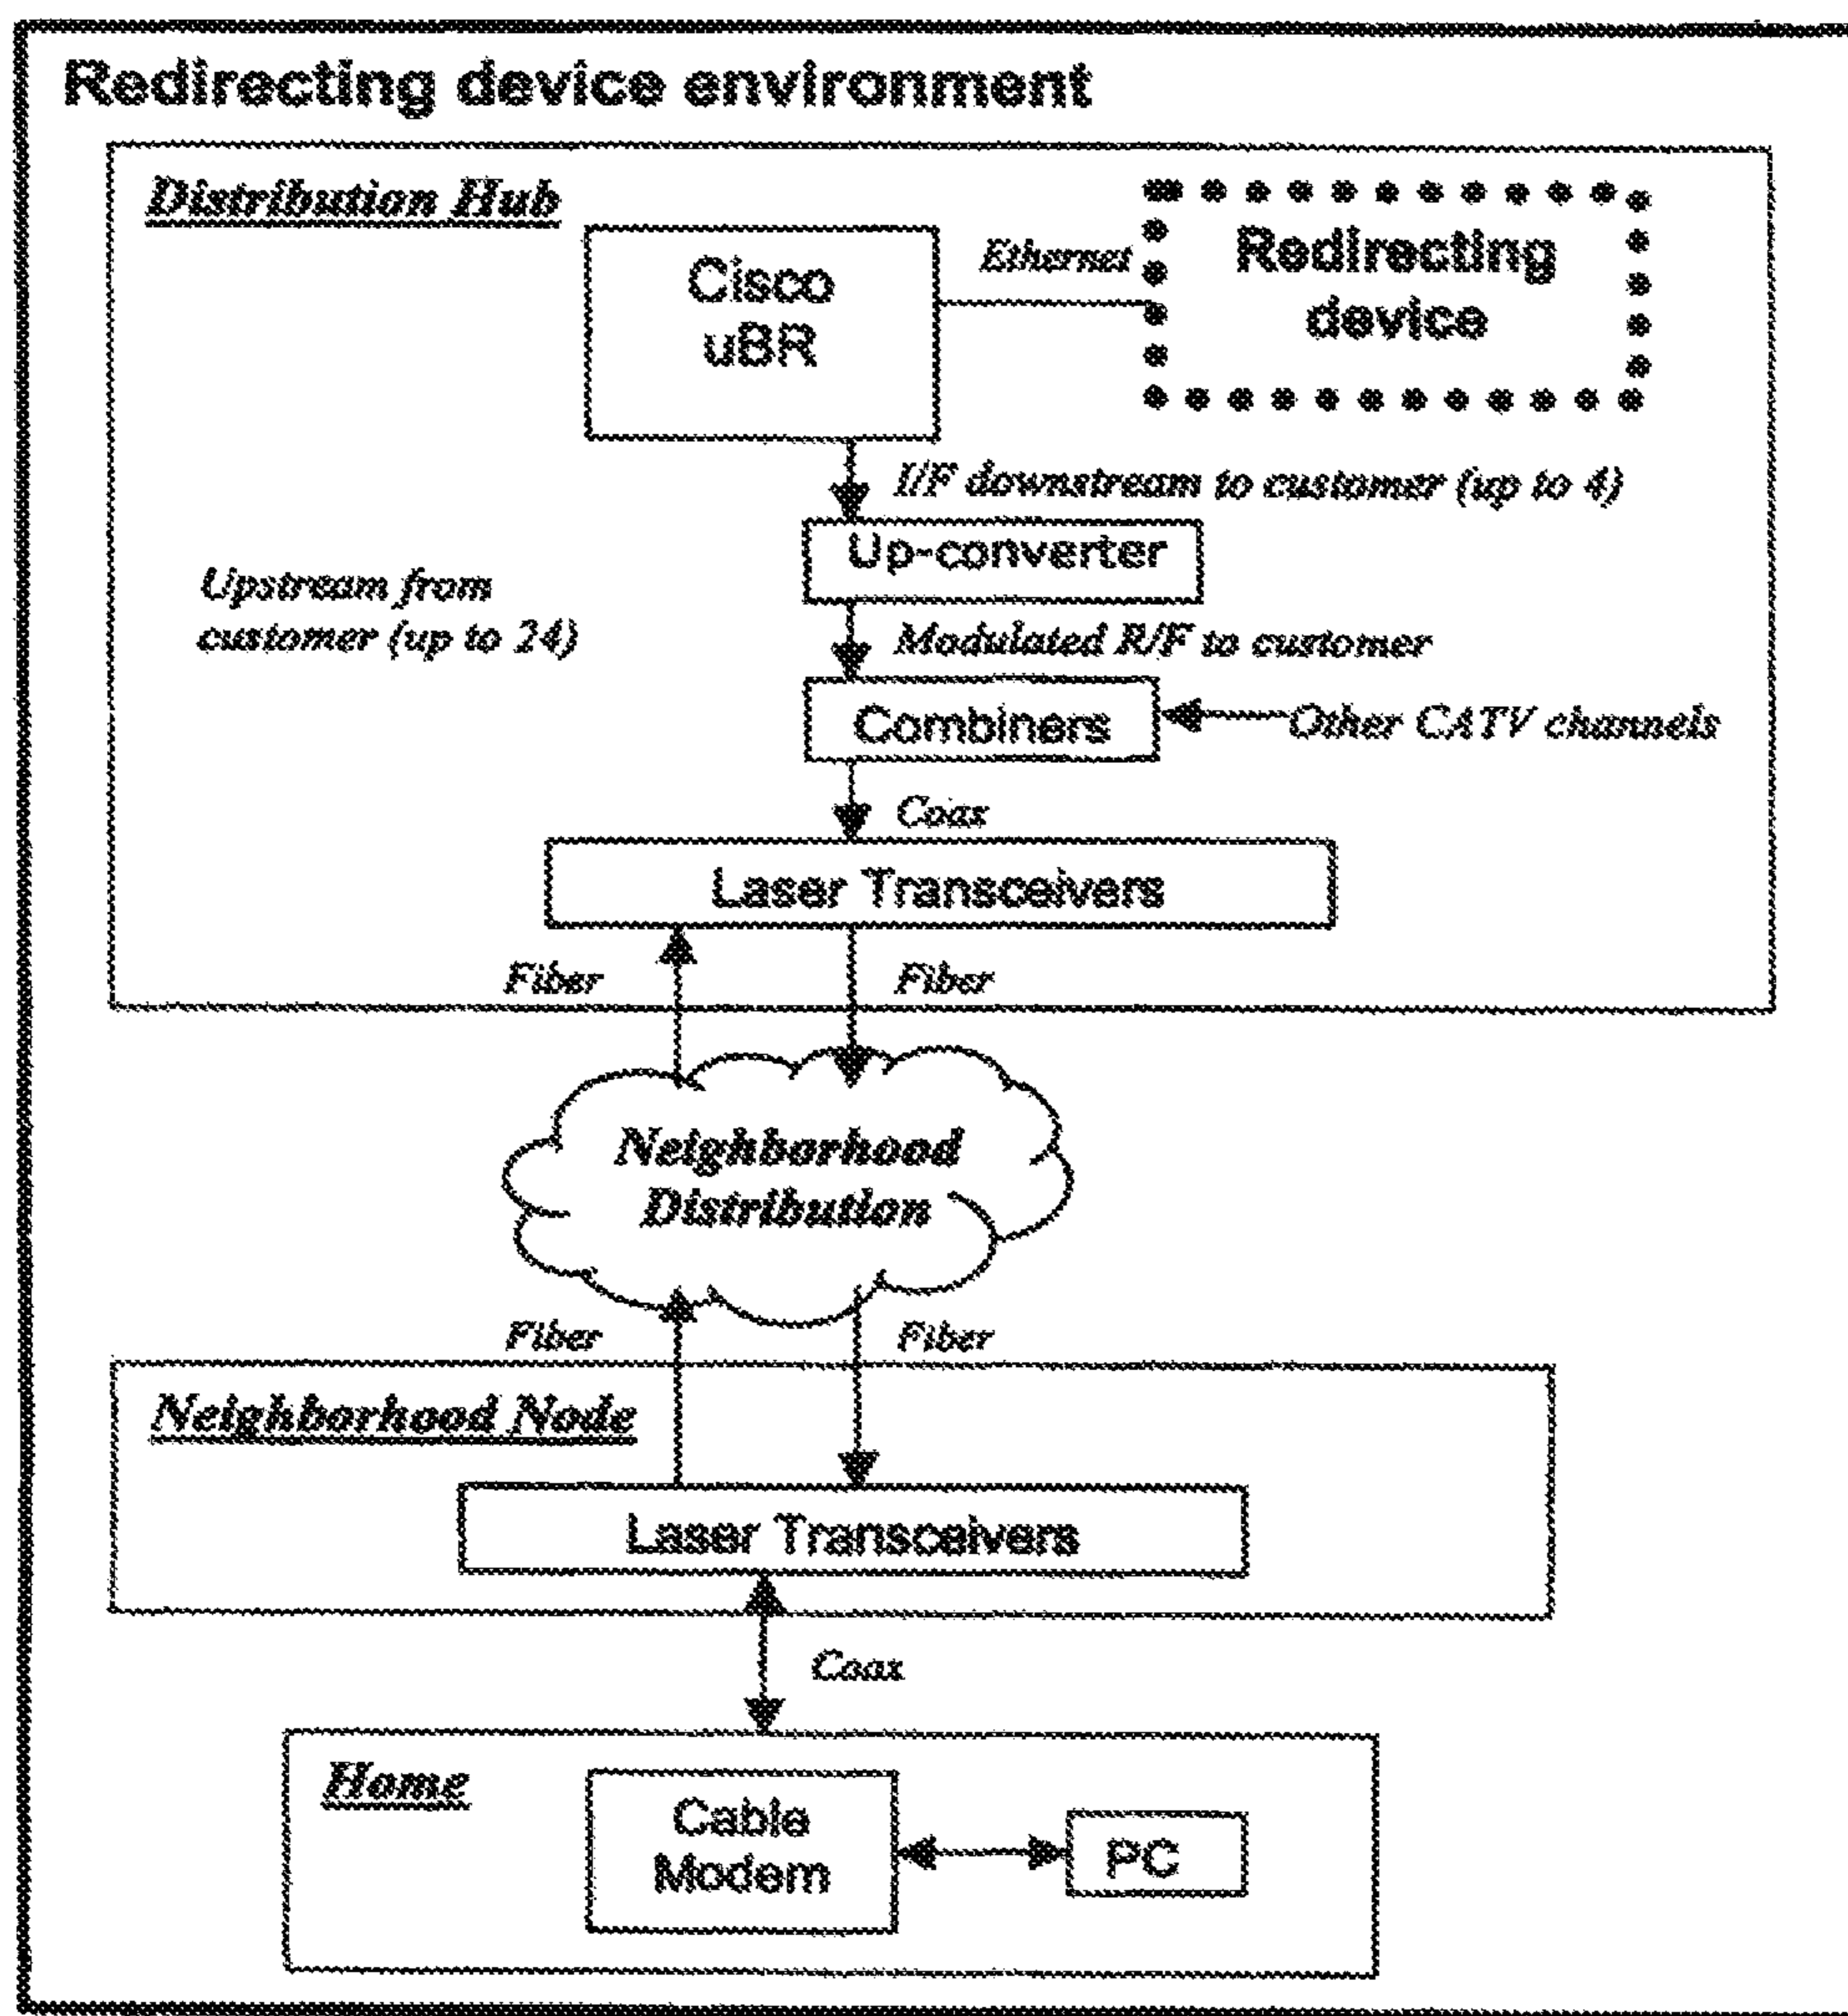 Redirecting device environment
Distribution Hub
Cisco
uBR
Ethernet
Redirecting
device
I/F downstream to customer (up to 4)
Up-converter
Upstream from
customer (up to 24)
Modulated R/F to customer
Combiners
Other CATV channels
Coax
Laser Transceivers
Fiber
Fiber
Neighborhood
Distribution
Fiber
Fiber
Neighborhood Node
Laser Transceivers
Coax
Home
Cable
Modem
PC